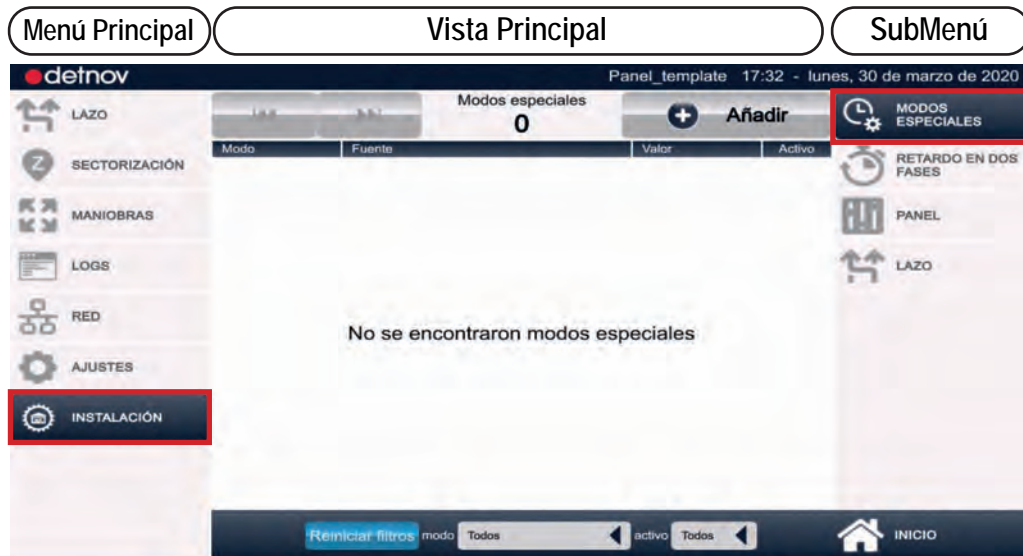 Menú Principal
Vista Principal
SubMenú
detnov
Panel_template 17:32 - lunes, 30 de marzo de 2020
LAZO
SECTORIZACIÓN
MANIOBRAS
LOGS
RED
AJUSTES
INSTALACIÓN
Modos especiales
0
Añadir
Modo Fuente Valor Activo
No se encontraron modos especiales
MODOS
ESPECIALES
RETARDO EN DOS
FASES
PANEL
LAZO
Reiniciar filtros modo Todos activo Todos
INICIO